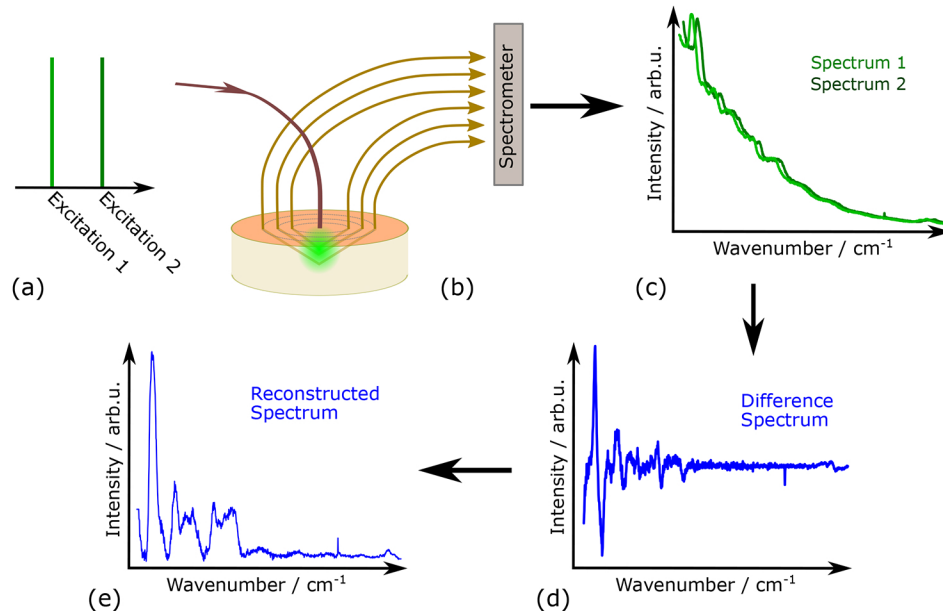 (a)
Excitation 1
Excitation 2
(b)
Spectrometer
(c)
Intensity / arb.u.
Spectrum 1
Spectrum 2
Wavenumber / cm⁻¹
(d)
Intensity / arb.u.
Difference
Spectrum
Wavenumber / cm⁻¹
(e)
Intensity / arb.u.
Reconstructed
Spectrum
Wavenumber / cm⁻¹